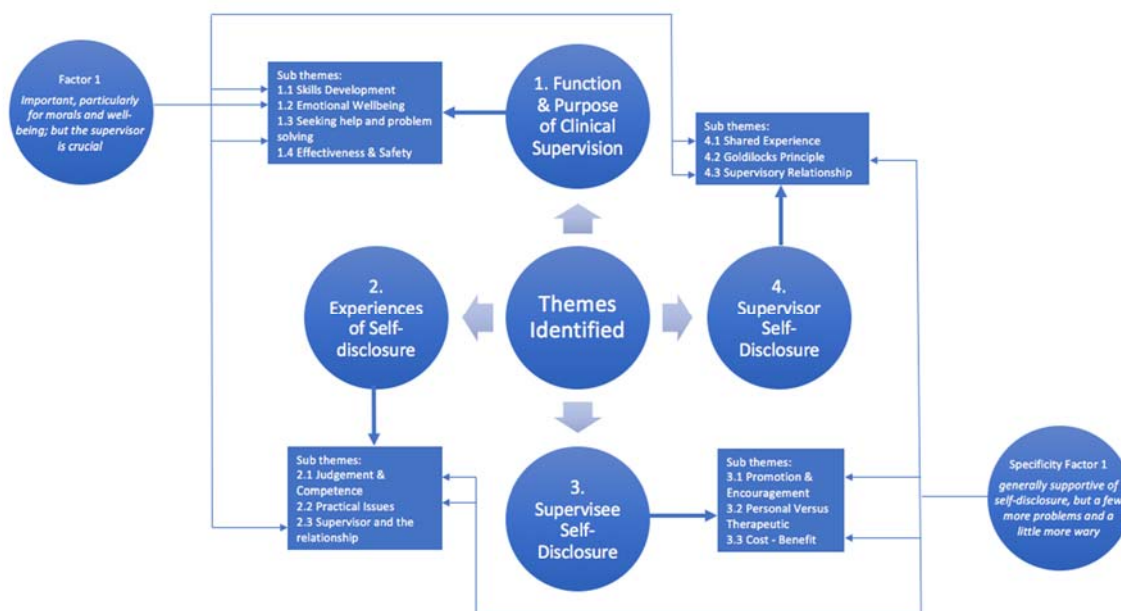 Factor 1
Important, particularly
for morals and well-
being; but the supervisor
is crucial
Sub themes:
1.1 Skills Development
1.2 Emotional Wellbeing
1.3 Seeking help and problem
solving
1.4 Effectiveness & Safety
1. Function
& Purpose
of Clinical
Supervision
Sub themes:
4.1 Shared Experience
4.2 Goldilocks Principle
4.3 Supervisory Relationship
2.
Experiences
of Self-
disclosure
Themes
Identified
4.
Supervisor
Self-
Disclosure
Sub themes:
2.1 Judgement &
Competence
2.2 Practical Issues
2.3 Supervisor and the
relationship
3.
Supervisee
Self-
Disclosure
Sub themes:
3.1 Promotion &
Encouragement
3.2 Personal Versus
Therapeutic
3.3 Cost - Benefit
Specificity Factor 1
generally supportive of
self-disclosure, but a few
more problems and a
little more wary